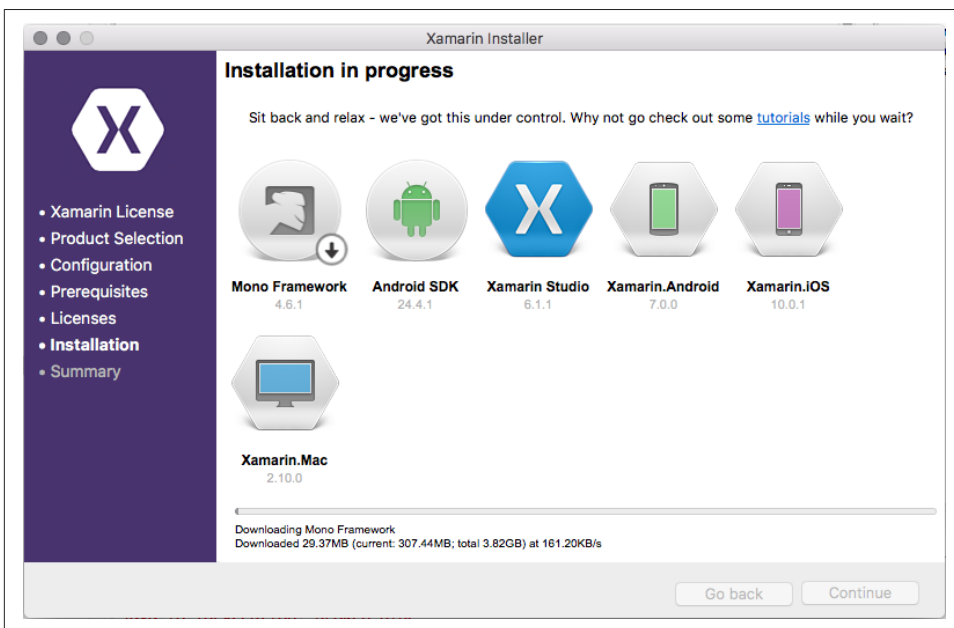 Xamarin Installer
Installation in progress
Sit back and relax - we've got this under control. Why not go check out some tutorials while you wait?
• Xamarin License
• Product Selection
• Configuration
• Prerequisites
• Licenses
• Installation
• Summary
Mono Framework Android SDK Xamarin Studio Xamarin.Android Xamarin.iOS
4.6.1 24.4.1 6.1.1 7.0.0 10.0.1
Xamarin.Mac
2.10.0
Downloading Mono Framework
Downloaded 29.37MB (current: 307.44MB; total 3.82GB) at 161.20KB/s
Go back Continue